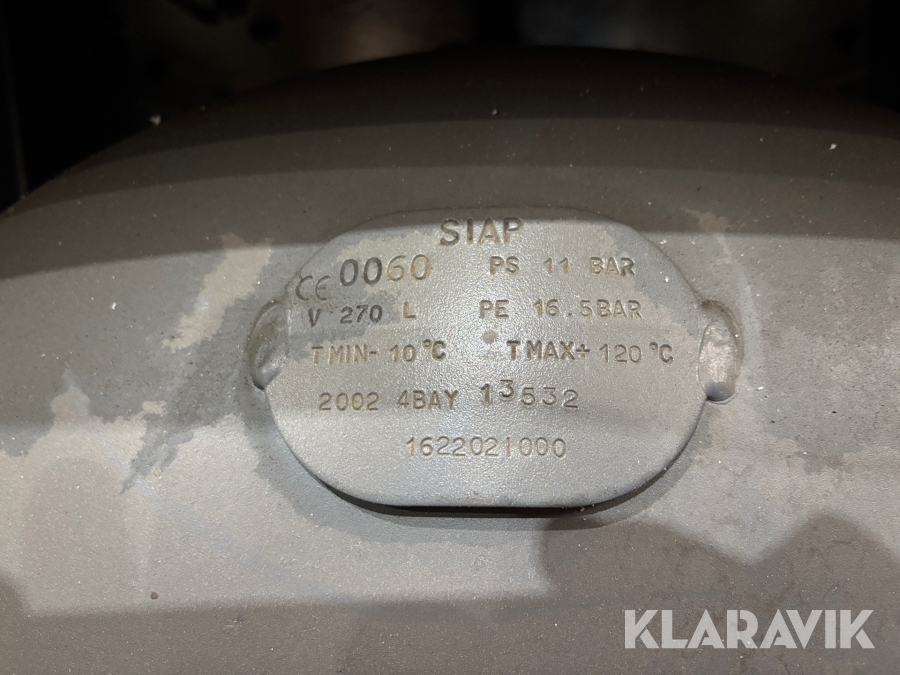 SIAP
CE 0060 PS 11 BAR
V 270 L PE 16.5BAR
TMIN- 10°C TMAX+ 120°C
2002 4BAY 13532
1622021000
KLARAVIK